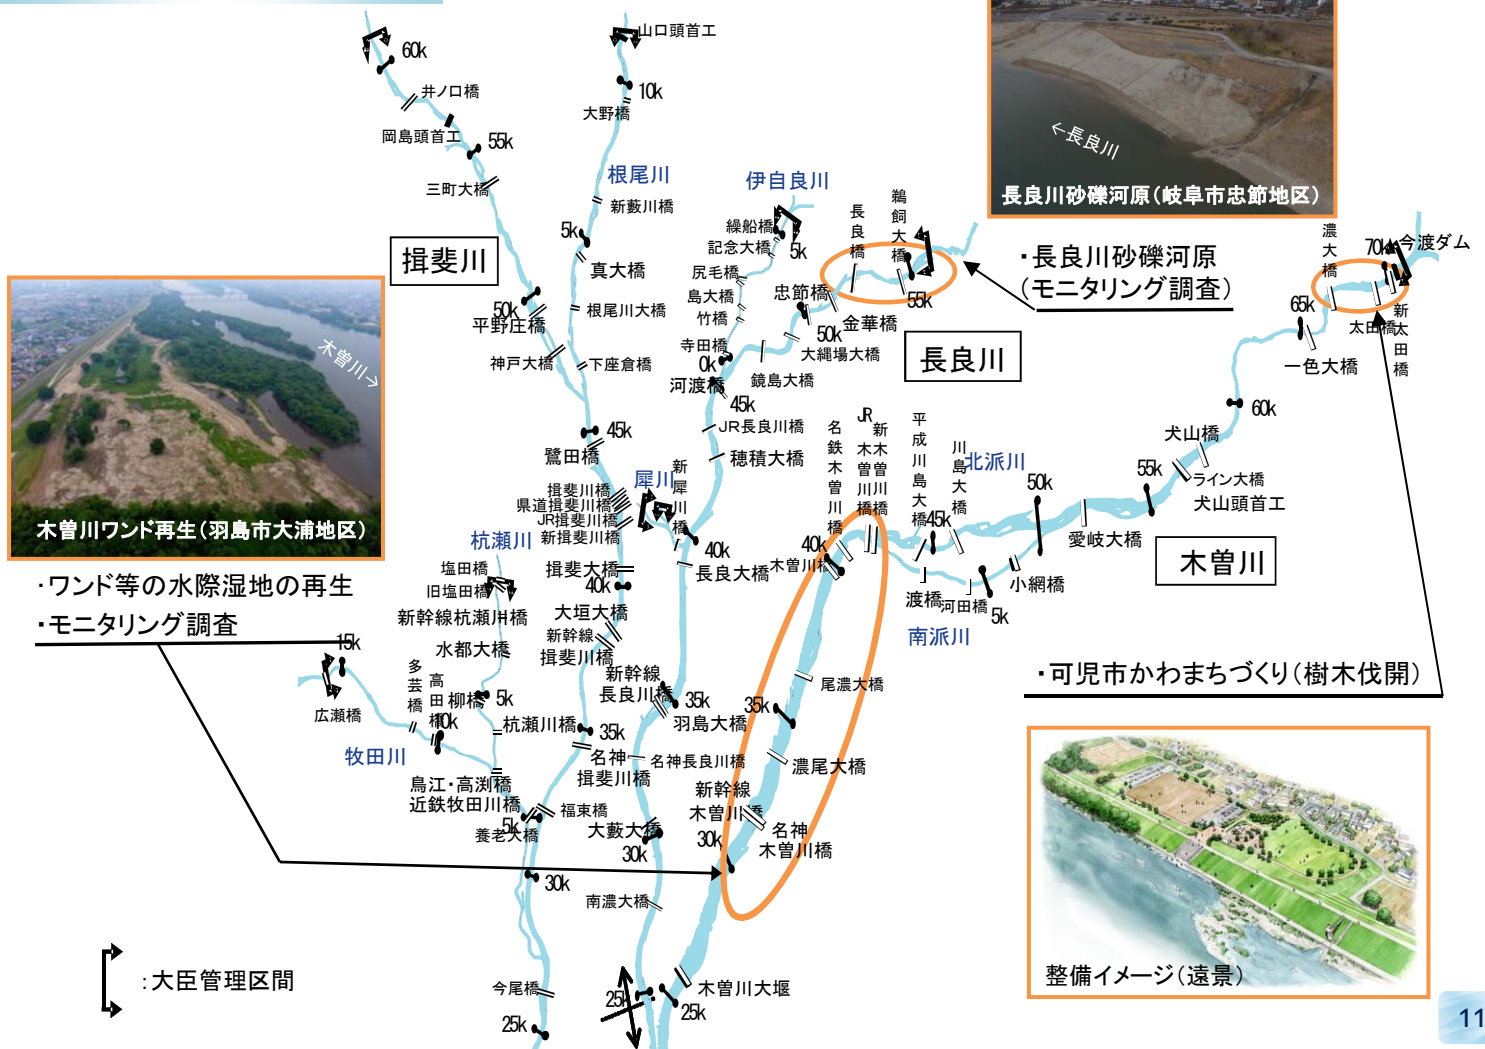 60k
井ノ口橋
岡島頭首工
55k
三町大橋
揖斐川
50k
平野庄橋
神戸大橋
山口頭首工
10k
大野橋
根尾川
新藪川橋
5k
真大橋
根尾川大橋
下座倉橋
45k
鷺田橋
揖斐川橋
県道揖斐川橋
JR揖斐川橋
新揖斐川橋
揖斐大橋
40k
大垣大橋
新幹線
揖斐川橋
35k
名神
揖斐川橋
福束橋
30k
今尾橋
25k
伊自良川
繰船橋
5k
記念大橋
尻毛橋
島大橋
竹橋
寺田橋
0k
河渡橋
45k
JR長良川橋
穂積大橋
犀川
新犀川橋
40k
長良大橋
新幹線
長良川橋
35k
羽島大橋
名神長良川橋
大藪大橋
30k
南濃大橋
25k
長良橋
鵜飼大橋
55k
忠節橋
金華橋
50k
大縄場大橋
鏡島大橋
長良川
←長良川
長良川砂礫河原(岐阜市忠節地区)
・長良川砂礫河原
(モニタリング調査)
濃大橋
70k
今渡ダム
65k
太田橋
新太田橋
一色大橋
60k
犬山橋
ライン大橋
犬山頭首工
55k
愛岐大橋
木曽川
北派川
50k
川島大橋
平成川島大橋
45k
小網橋
5k
河田橋
渡橋
南派川
新木曽川橋
JR木曽川橋
名鉄木曽川橋
40k
木曽川橋
尾濃大橋
35k
濃尾大橋
新幹線
木曽川橋
名神
木曽川橋
30k
木曽川大堰
25k
木曽川→
木曽川ワンド再生(羽島市大浦地区)
・ワンド等の水際湿地の再生
・モニタリング調査
杭瀬川
塩田橋
旧塩田橋
新幹線杭瀬川橋
水都大橋
柳橋
5k
杭瀬川橋
15k
広瀬橋
多芸橋
高田橋
10k
牧田川
烏江・高渕橋
近鉄牧田川橋
5k
養老大橋
・可児市かわまちづくり(樹木伐開)
整備イメージ(遠景)
:大臣管理区間
11